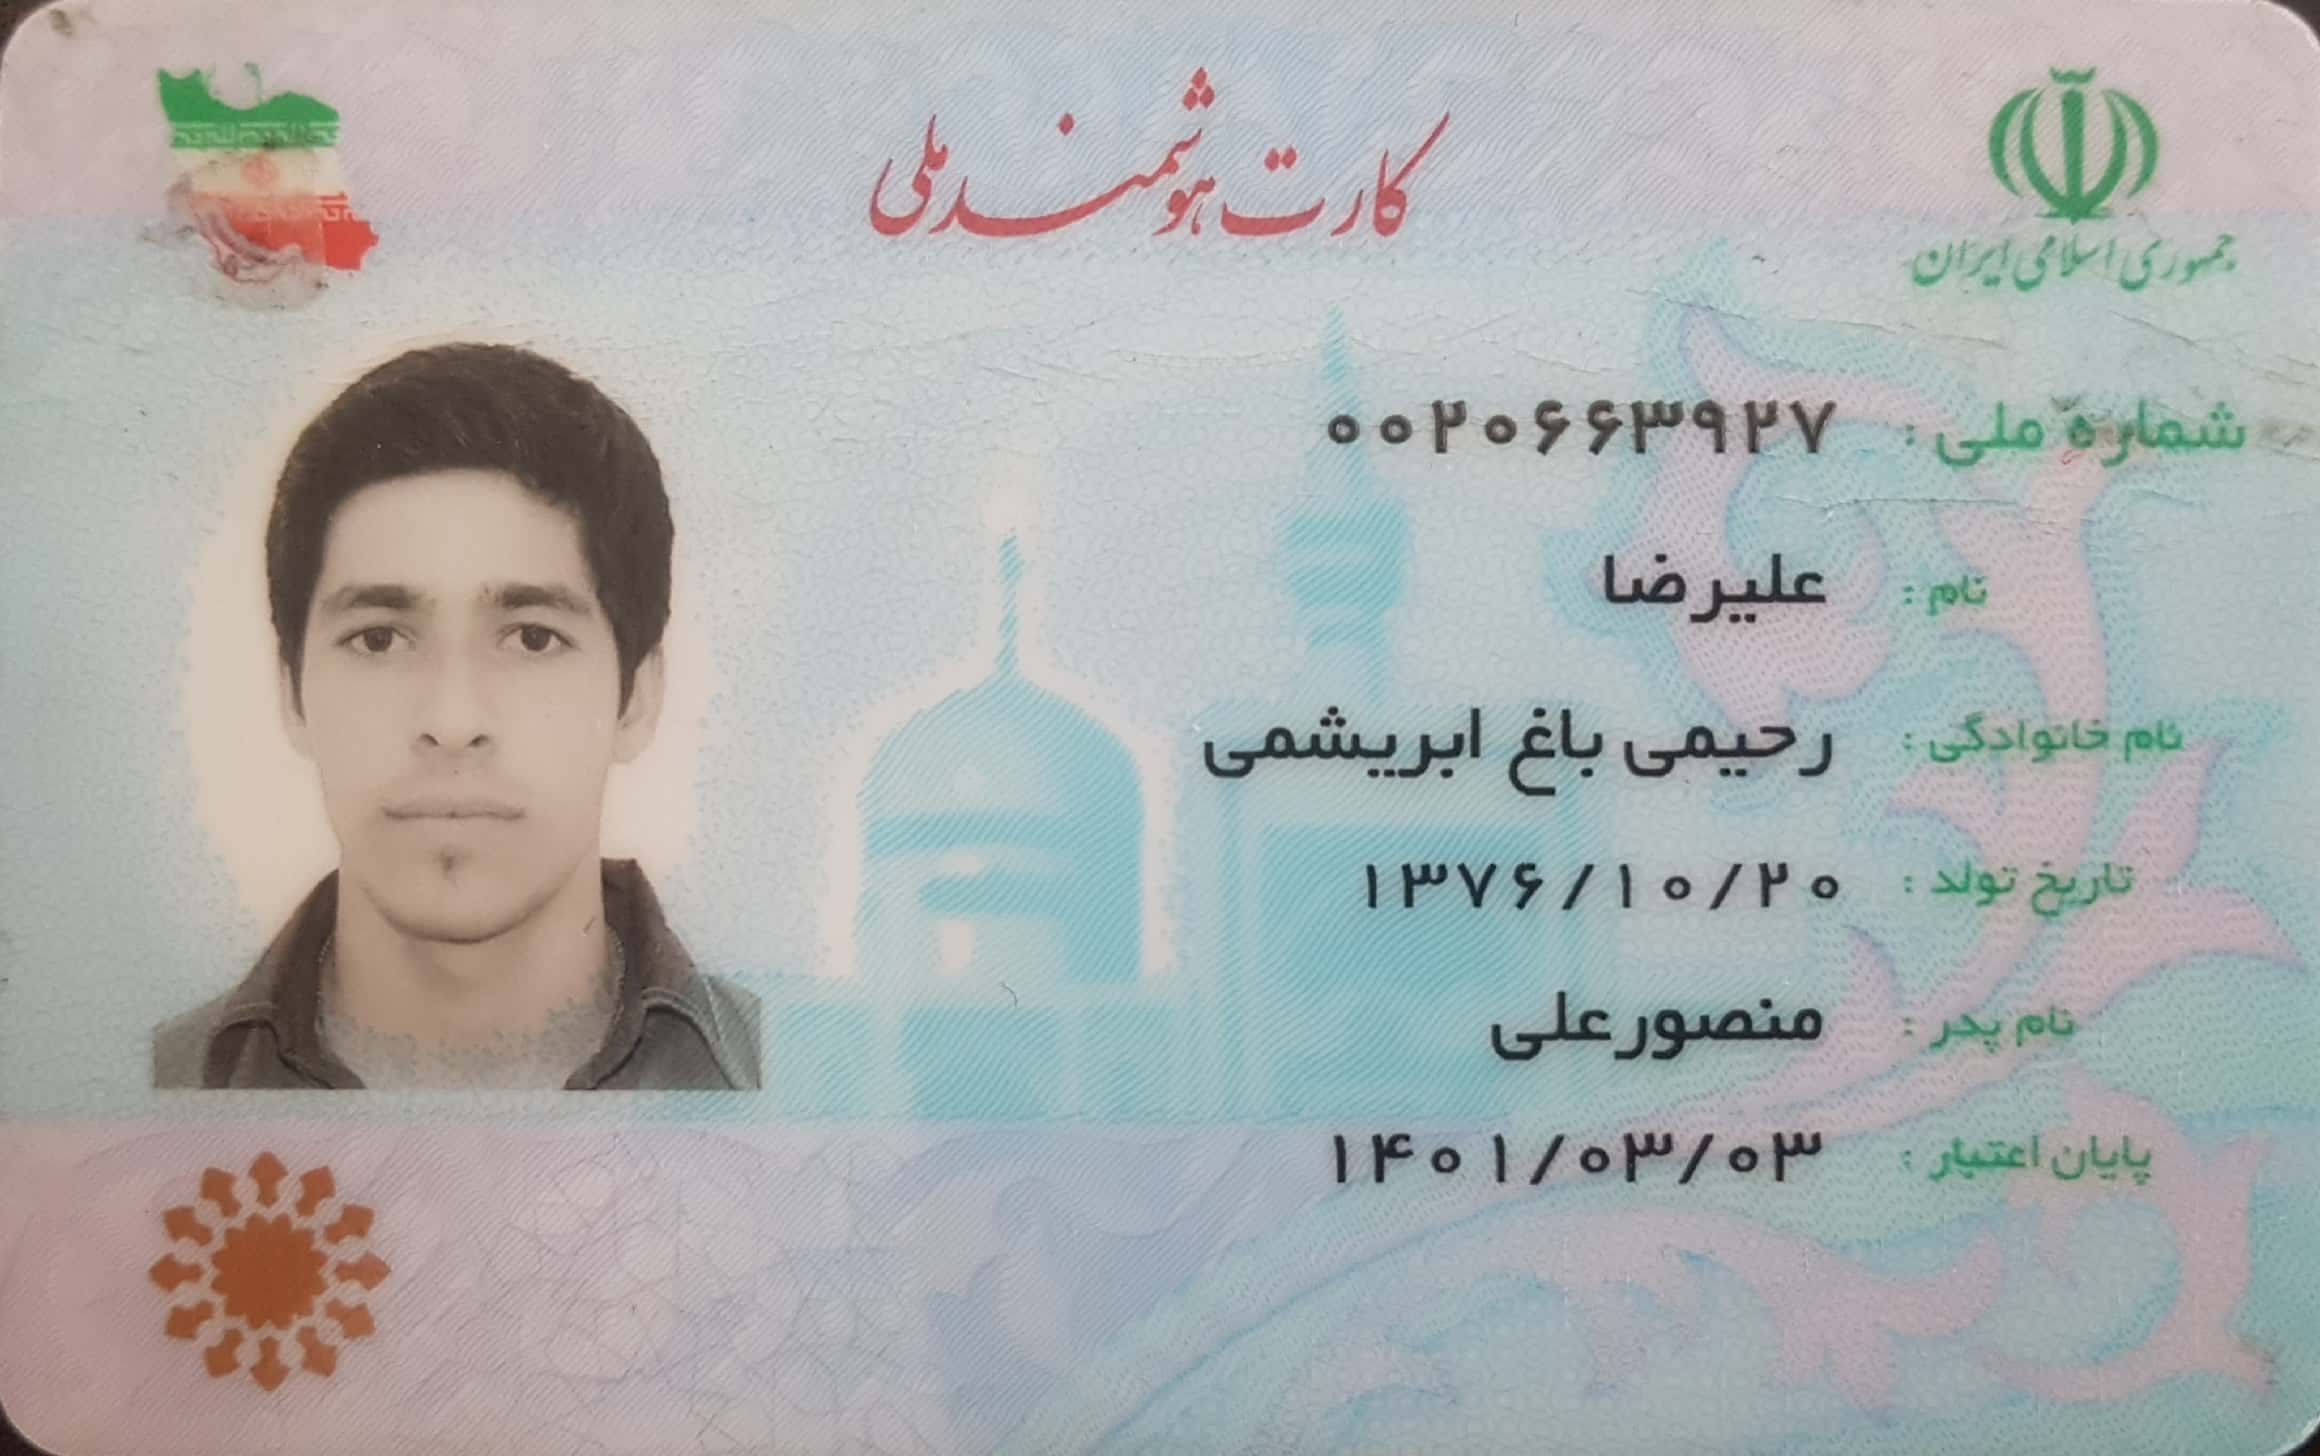 کارت هوشمند ملی
جمهوری اسلامی ایران
شماره ملی : ۰۰۲۰۶۶۳۹۲۷
نام : علیرضا
نام خانوادگی : رحیمی باغ ابریشمی
تاریخ تولد : ۱۳۷۶/۱۰/۲۰
نام پدر : منصورعلی
پایان اعتبار : ۱۴۰۱/۰۳/۰۳